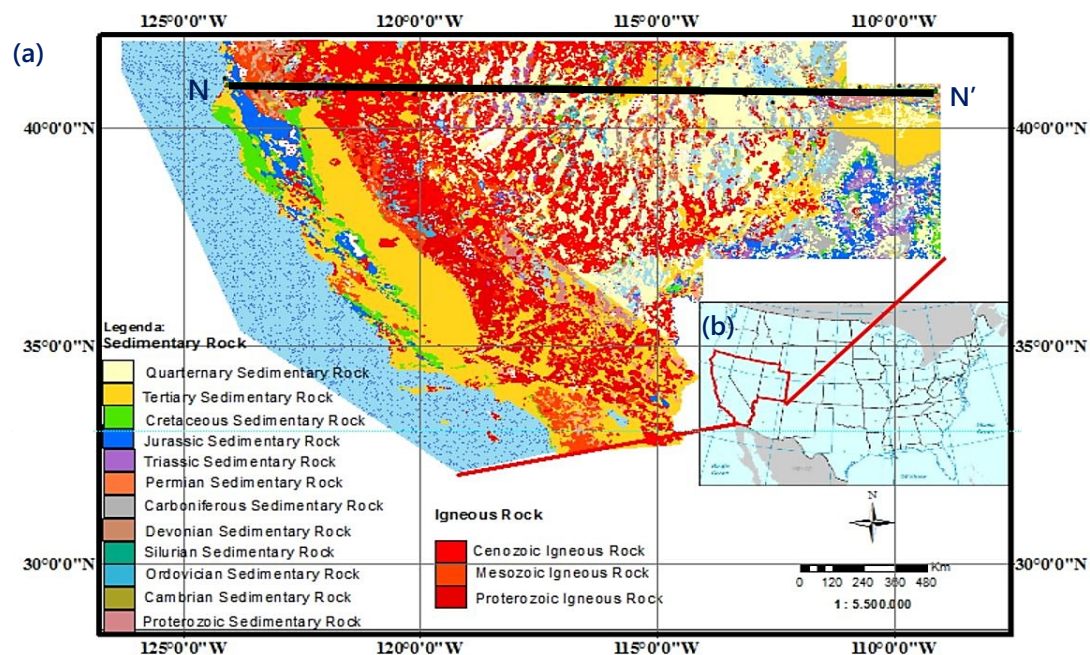 (a)
125°0'0"W 120°0'0"W 115°0'0"W 110°0'0"W
N N'
40°0'0"N 40°0'0"N
(b)
35°0'0"N 35°0'0"N
30°0'0"N 30°0'0"N
Legenda:
Sedimentary Rock
Quarternary Sedimentary Rock
Tertiary Sedimentary Rock
Cretaceous Sedimentary Rock
Jurassic Sedimentary Rock
Triassic Sedimentary Rock
Permian Sedimentary Rock
Carboniferous Sedimentary Rock
Devonian Sedimentary Rock
Silurian Sedimentary Rock
Ordovician Sedimentary Rock
Cambrian Sedimentary Rock
Proterozoic Sedimentary Rock
Igneous Rock
Cenozoic Igneous Rock
Mesozoic Igneous Rock
Proterozoic Igneous Rock
N
Km
0 60 120 240 360 480
1 : 5.500.000
125°0'0"W 120°0'0"W 115°0'0"W 110°0'0"W